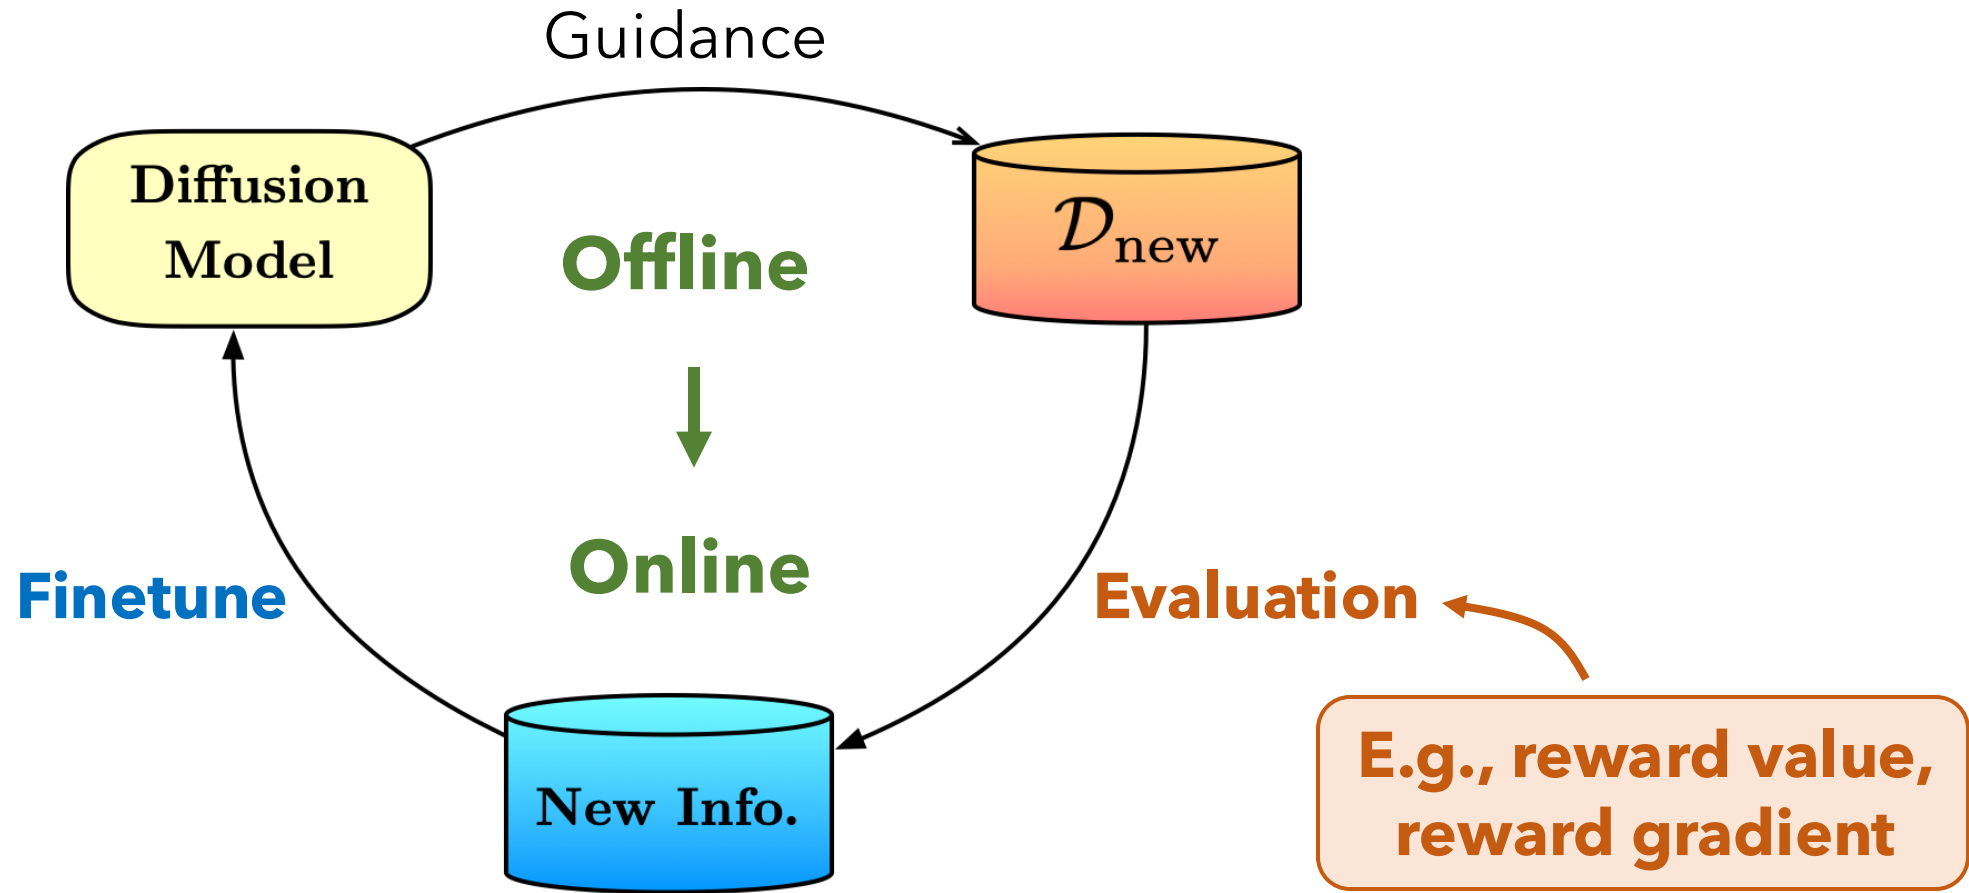 Guidance
Diffusion
Model
𝒟new
Offline
Online
Finetune
Evaluation
New Info.
E.g., reward value,
reward gradient